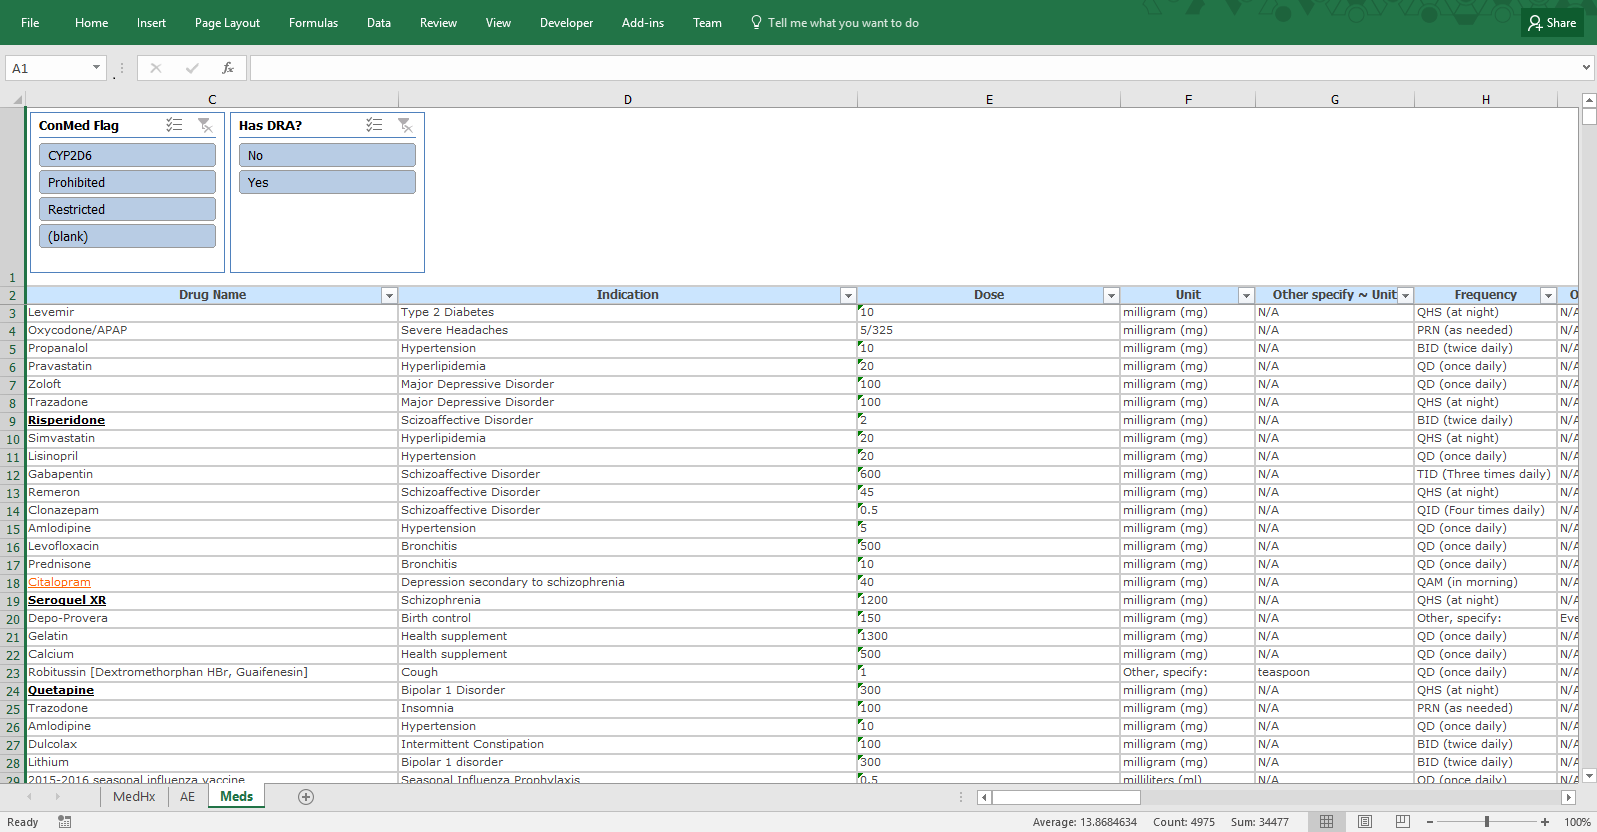 File Home Insert Page Layout Formulas Data Review View Developer Add-ins Team Tell me what you want to do Share
A1 fx
C D E F G H
ConMed Flag Has DRA?
CYP2D6 No
Prohibited Yes
Restricted
(blank)
1
2 Drug Name Indication Dose Unit Other specify ~ Unit Frequency O
3 Levemir Type 2 Diabetes 10 milligram (mg) N/A QHS (at night) N/A
4 Oxycodone/APAP Severe Headaches 5/325 milligram (mg) N/A PRN (as needed) N/A
5 Propanalol Hypertension 10 milligram (mg) N/A BID (twice daily) N/A
6 Pravastatin Hyperlipidemia 20 milligram (mg) N/A QD (once daily) N/A
7 Zoloft Major Depressive Disorder 100 milligram (mg) N/A QD (once daily) N/A
8 Trazadone Major Depressive Disorder 100 milligram (mg) N/A QHS (at night) N/A
9 Risperidone Scizoaffective Disorder 2 milligram (mg) N/A BID (twice daily) N/A
10 Simvastatin Hyperlipidemia 20 milligram (mg) N/A QHS (at night) N/A
11 Lisinopril Hypertension 20 milligram (mg) N/A QD (once daily) N/A
12 Gabapentin Schizoaffective Disorder 600 milligram (mg) N/A TID (Three times daily) N/A
13 Remeron Schizoaffective Disorder 45 milligram (mg) N/A QHS (at night) N/A
14 Clonazepam Schizoaffective Disorder 0.5 milligram (mg) N/A QID (Four times daily) N/A
15 Amlodipine Hypertension 5 milligram (mg) N/A QD (once daily) N/A
16 Levofloxacin Bronchitis 500 milligram (mg) N/A QD (once daily) N/A
17 Prednisone Bronchitis 10 milligram (mg) N/A QD (once daily) N/A
18 Citalopram Depression secondary to schizophrenia 40 milligram (mg) N/A QAM (in morning) N/A
19 Seroquel XR Schizophrenia 1200 milligram (mg) N/A QHS (at night) N/A
20 Depo-Provera Birth control 150 milligram (mg) N/A Other, specify: Eve
21 Gelatin Health supplement 1300 milligram (mg) N/A QD (once daily) N/A
22 Calcium Health supplement 500 milligram (mg) N/A QD (once daily) N/A
23 Robitussin [Dextromethorphan HBr, Guaifenesin] Cough 1 Other, specify: teaspoon QD (once daily) N/A
24 Quetapine Bipolar 1 Disorder 300 milligram (mg) N/A QHS (at night) N/A
25 Trazodone Insomnia 100 milligram (mg) N/A PRN (as needed) N/A
26 Amlodipine Hypertension 10 milligram (mg) N/A QD (once daily) N/A
27 Dulcolax Intermittent Constipation 100 milligram (mg) N/A BID (twice daily) N/A
28 Lithium Bipolar 1 disorder 300 milligram (mg) N/A BID (twice daily) N/A
29 2015-2016 seasonal influenza vaccine Seasonal Influenza Prophylaxis 0.5 milliliters (ml) N/A QD (once daily) N/A
MedHx AE Meds
Ready Average: 13.8684634 Count: 4975 Sum: 34477 100%